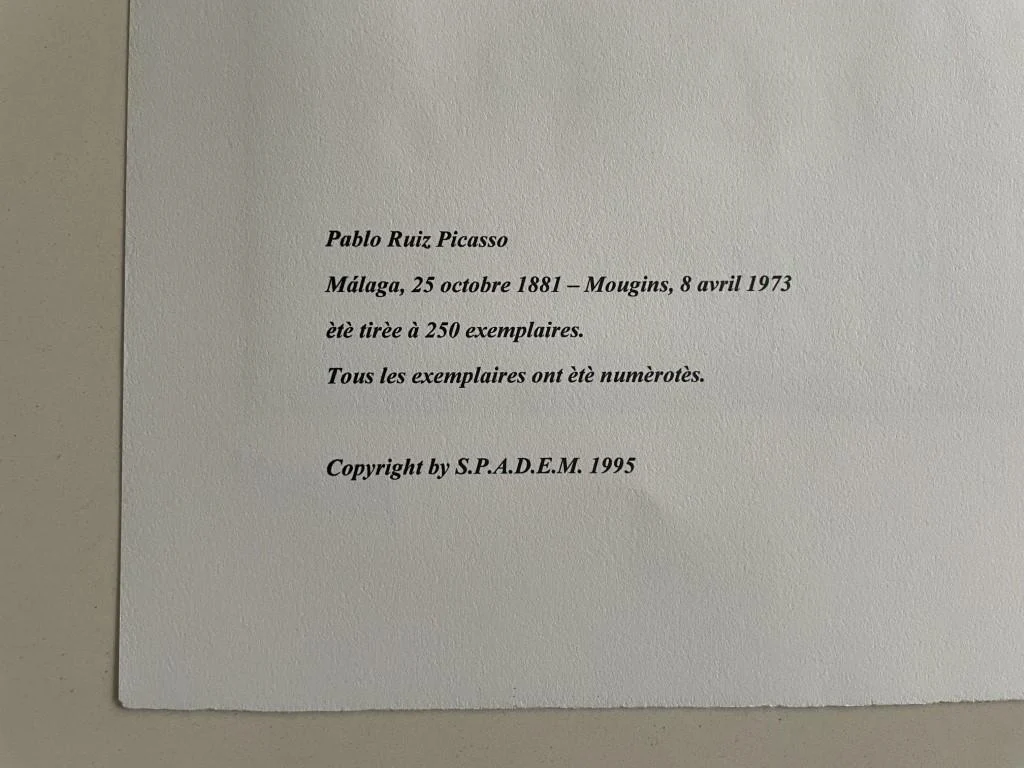 Pablo Ruiz Picasso
Málaga, 25 octobre 1881 – Mougins, 8 avril 1973
ètè tirèe à 250 exemplaires.
Tous les exemplaires ont ètè numèrotès.
Copyright by S.P.A.D.E.M. 1995